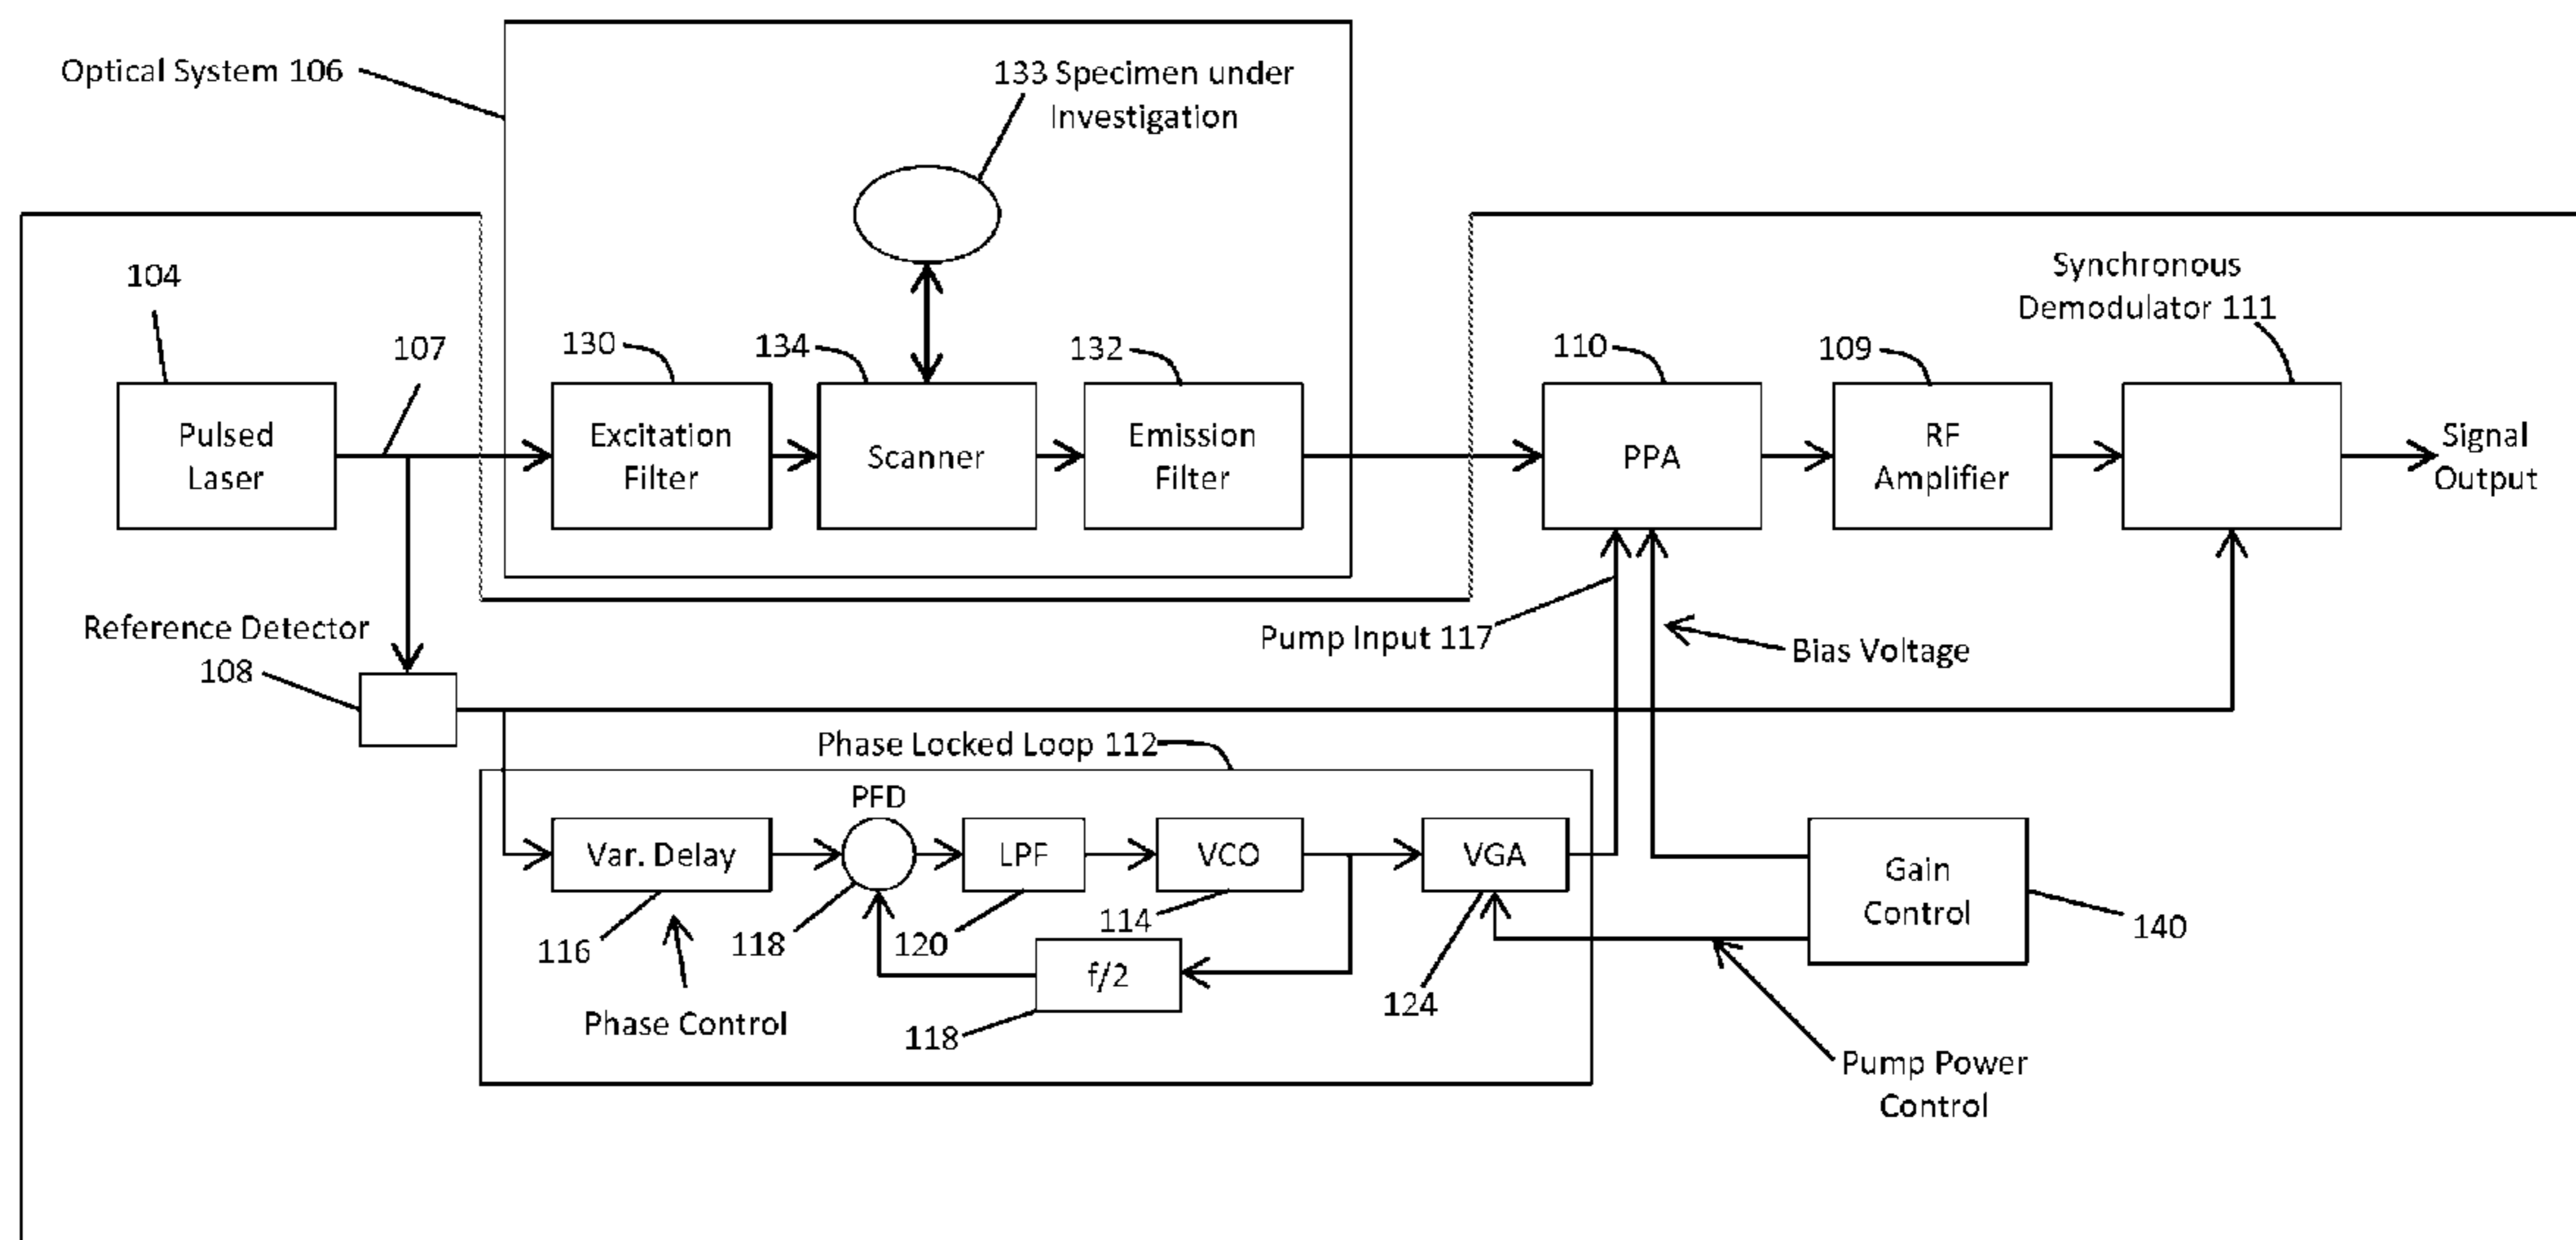 Optical System 106
133 Specimen under
Investigation
104
107
130
134
132
110
109
Synchronous
Demodulator 111
Pulsed
Laser
Excitation
Filter
Scanner
Emission
Filter
PPA
RF
Amplifier
Signal
Output
Reference Detector
108
Pump Input 117
Bias Voltage
Phase Locked Loop 112
PFD
Var. Delay
LPF
VCO
VGA
Gain
Control
116
118
120
114
f/2
118
124
140
Phase Control
Pump Power
Control